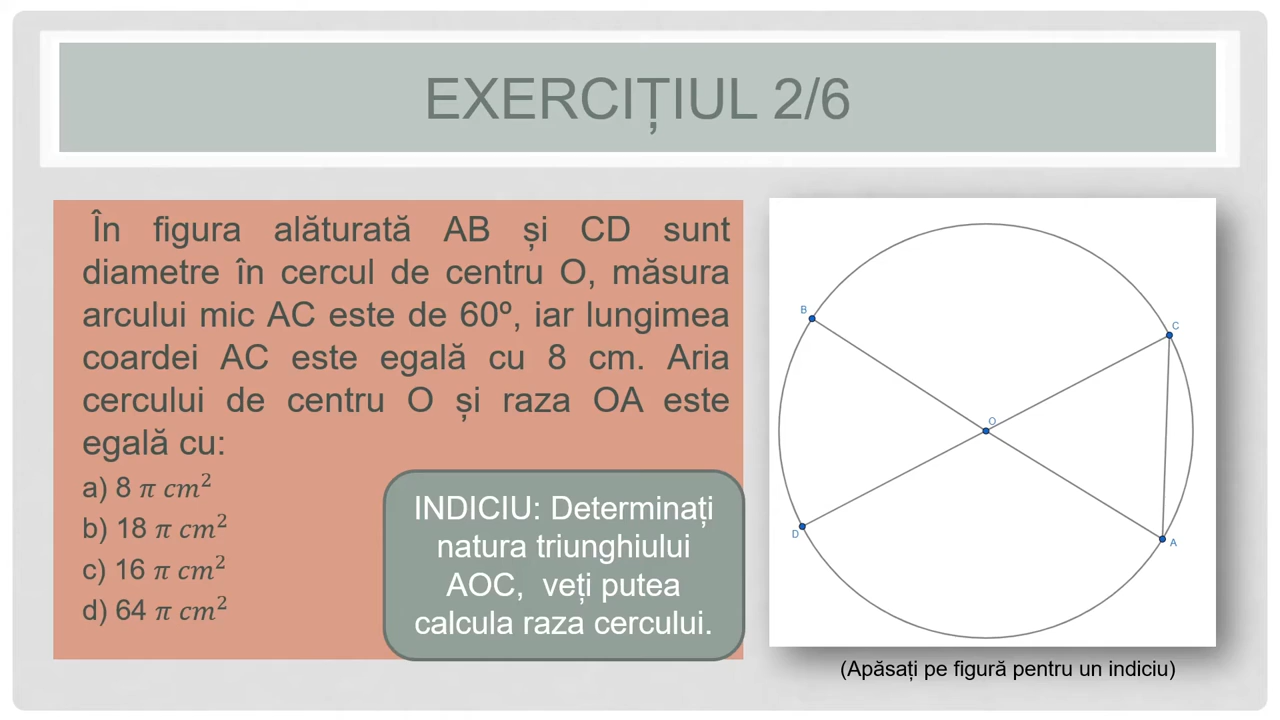 EXERCIȚIUL 2/6
În figura alăturată AB și CD sunt
diametre în cercul de centru O, măsura
arcului mic AC este de 60º, iar lungimea
coardei AC este egală cu 8 cm. Aria
cercului de centru O și raza OA este
egală cu:
a) 8 𝜋 𝑐𝑚²
b) 18 𝜋 𝑐𝑚²
c) 16 𝜋 𝑐𝑚²
d) 64 𝜋 𝑐𝑚²
INDICIU: Determinați
natura triunghiului
AOC, veți putea
calcula raza cercului.
B
C
O
D
A
(Apăsați pe figură pentru un indiciu)